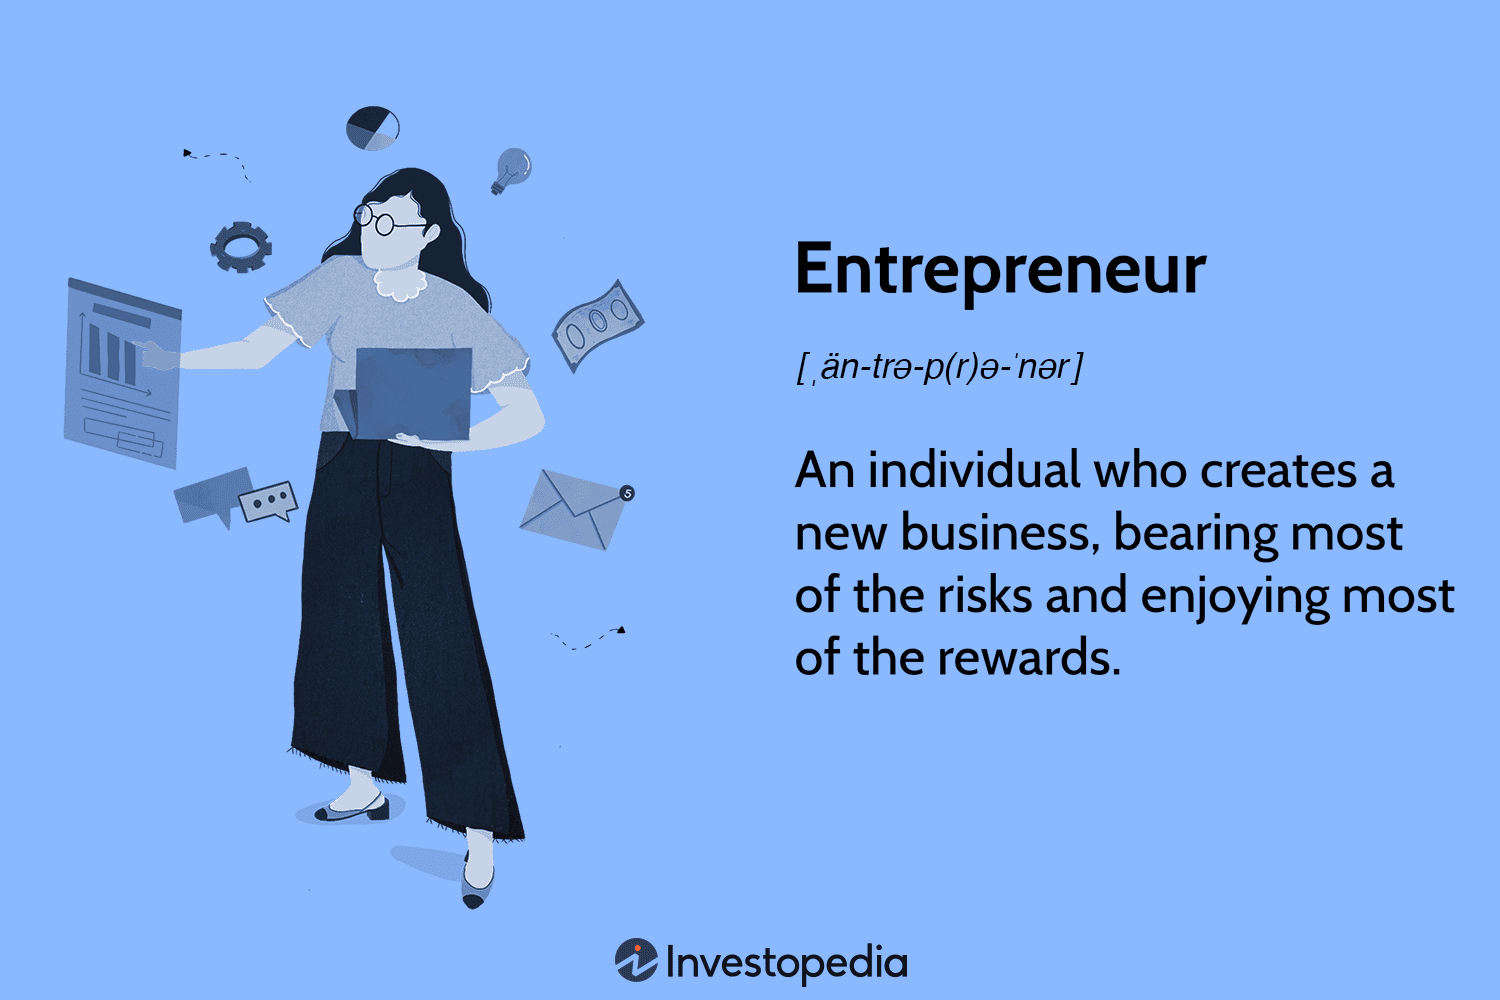 Entrepreneur
[ˌän-trə-p(r)ə-ˈnər]
An individual who creates a
new business, bearing most
of the risks and enjoying most
of the rewards.
5
Investopedia